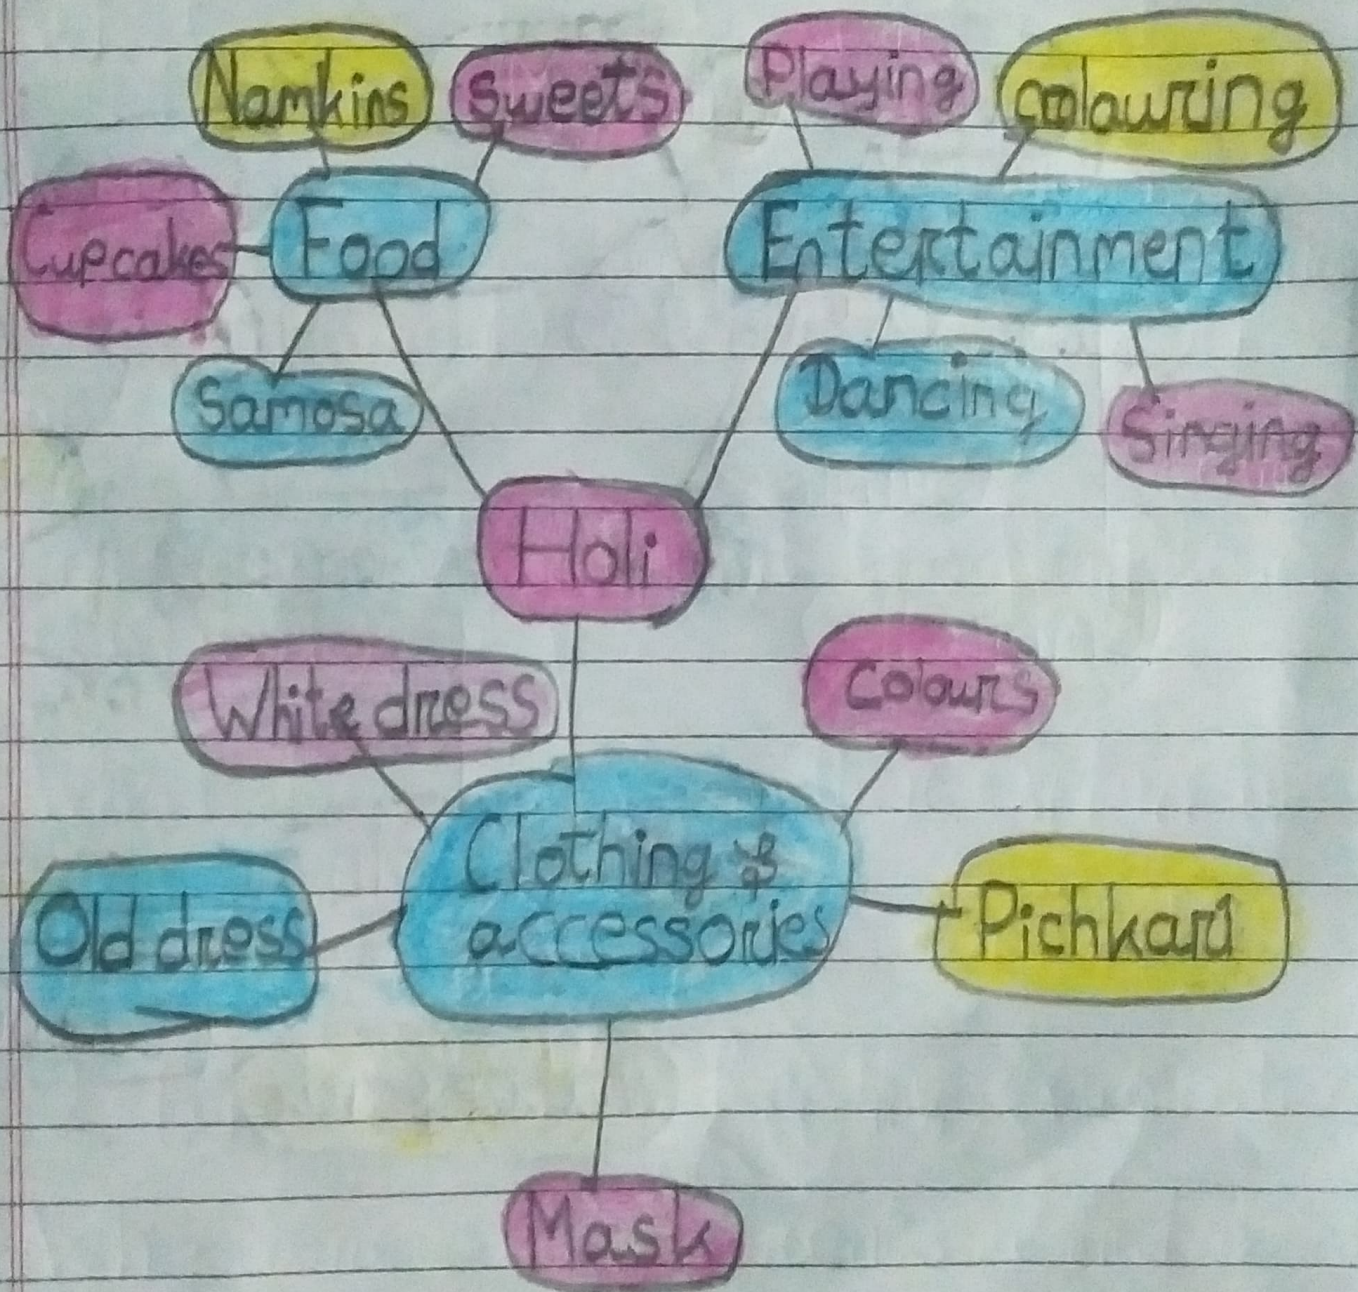 Namkins
Sweets
Playing
colouring
Cupcakes
Food
Entertainment
Samosa
Dancing
Singing
Holi
White dress
Colours
Clothing &
accessories
Old dress
Pichkari
Mask